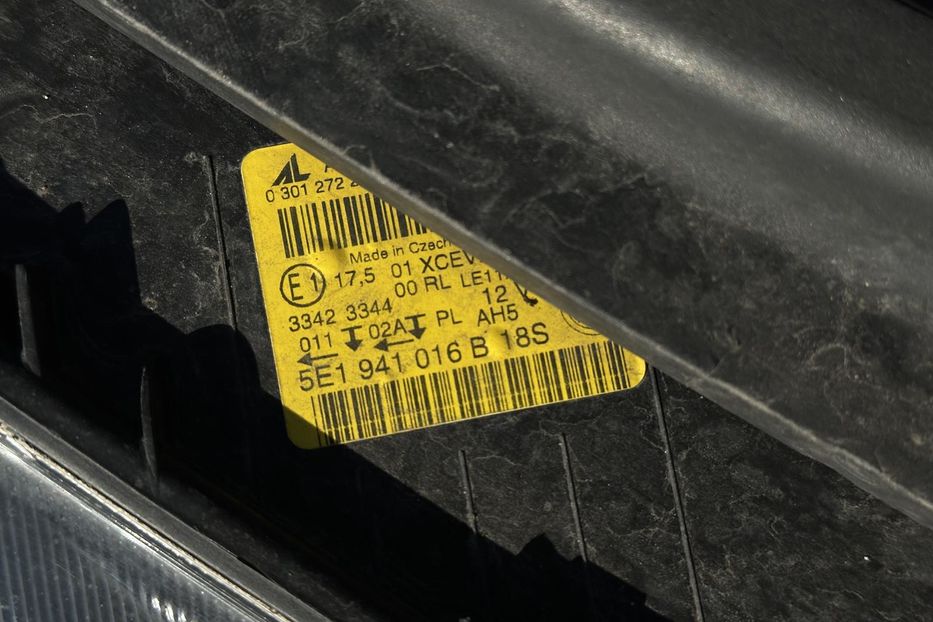 AL
0 301 272
Made in Czech
E1 17,5 01 XCEV
00 RL LE11
3342 3344 12 V
011 02A PL AH5
5E1 941 016 B 18S